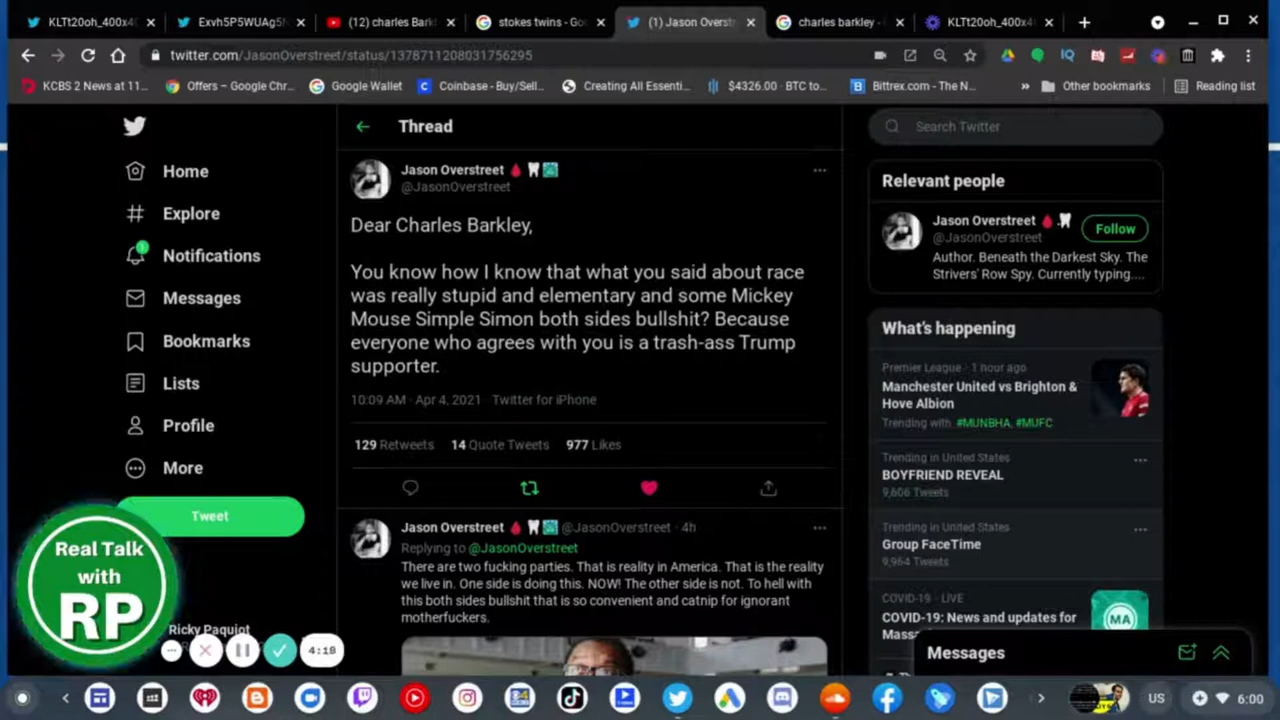 KLTt20oh_400x4
Exvh5P5WUAg5
(12) charles Bark
stokes twins - Go
(1) Jason Overstr
charles barkley -
KLTt20oh_400x4
twitter.com/JasonOverstreet/status/1378711208031756295
KCBS 2 News at 11...
Offers – Google Chr...
Google Wallet
Coinbase - Buy/Sell...
Creating All Essenti...
$4326.00 · BTC to...
Bittrex.com - The N...
»
Other bookmarks
Reading list
Thread
Search Twitter
Home
Explore
1
Notifications
Messages
Bookmarks
Lists
Profile
More
Tweet
Jason Overstreet
@JasonOverstreet
Dear Charles Barkley,
You know how I know that what you said about race
was really stupid and elementary and some Mickey
Mouse Simple Simon both sides bullshit? Because
everyone who agrees with you is a trash-ass Trump
supporter.
10:09 AM · Apr 4, 2021 · Twitter for iPhone
129 Retweets 14 Quote Tweets 977 Likes
Jason Overstreet @JasonOverstreet · 4h
Replying to @JasonOverstreet
There are two fucking parties. That is reality in America. That is the reality
we live in. One side is doing this. NOW! The other side is not. To hell with
this both sides bullshit that is so convenient and catnip for ignorant
motherfuckers.
Relevant people
Jason Overstreet
@JasonOverstreet
Follow
Author. Beneath the Darkest Sky. The
Strivers' Row Spy. Currently typing....
What's happening
Premier League · 1 hour ago
Manchester United vs Brighton &
Hove Albion
Trending with #MUNBHA, #MUFC
Trending in United States
BOYFRIEND REVEAL
9,606 Tweets
Trending in United States
Group FaceTime
9,964 Tweets
COVID-19 · LIVE
COVID-19: News and updates for
Mass
MA
Messages
Real Talk
with
RP
Ricky Paquiot
4:18
US
6:00